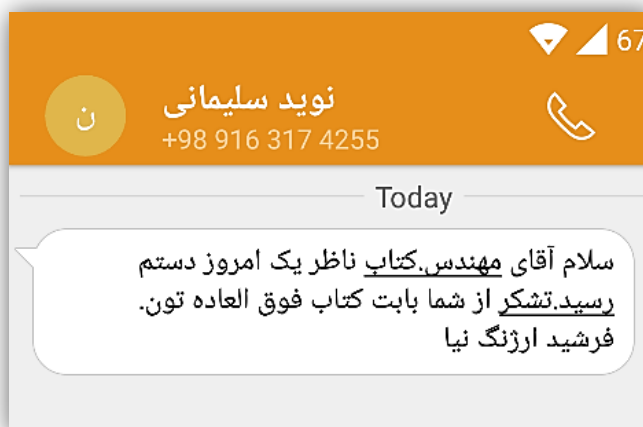 67
ن
نوید سلیمانی
+98 916 317 4255
Today
سلام آقای مهندس.کتاب ناظر یک امروز دستم
رسید.تشکر از شما بابت کتاب فوق العاده تون.
فرشید ارژنگ نیا